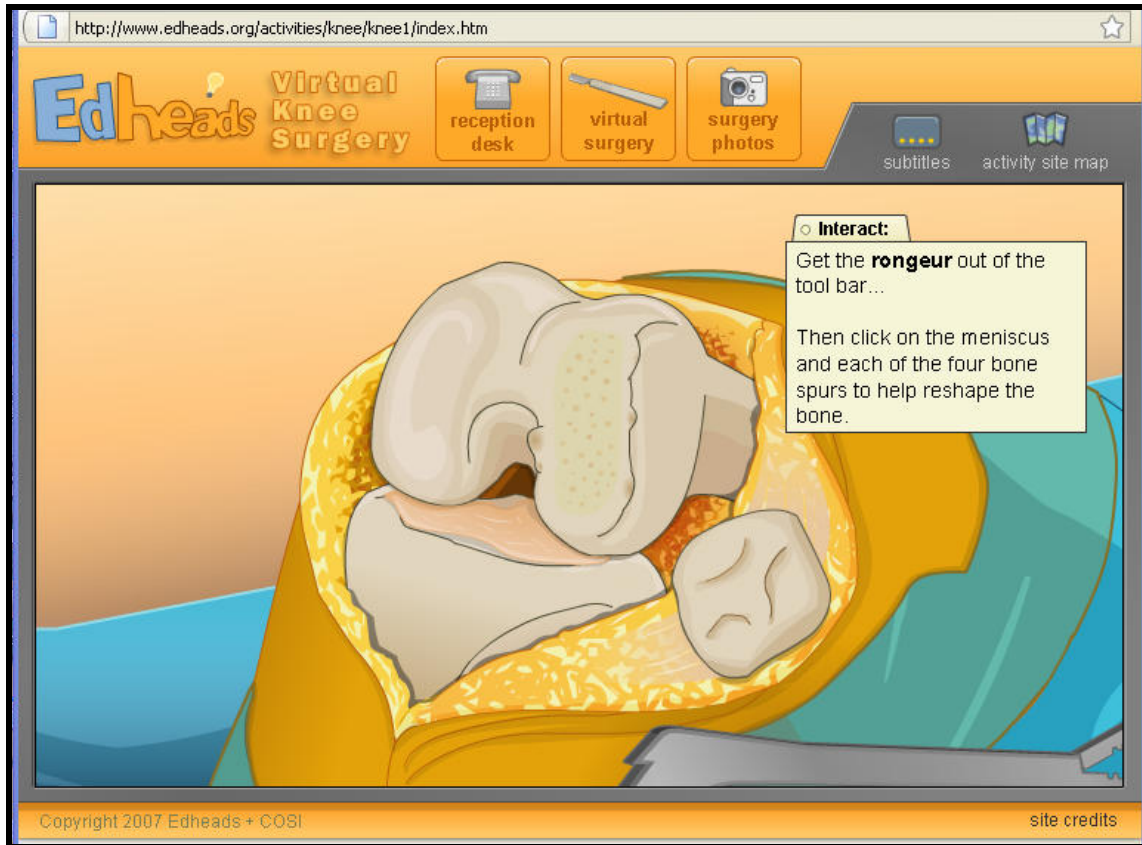 http://www.edheads.org/activities/knee/knee1/index.htm
Edheads
Virtual
Knee
Surgery
reception
desk
virtual
surgery
surgery
photos
subtitles
activity site map
Interact:
Get the rongeur out of the
tool bar...
Then click on the meniscus
and each of the four bone
spurs to help reshape the
bone.
Copyright 2007 Edheads + COSI
site credits